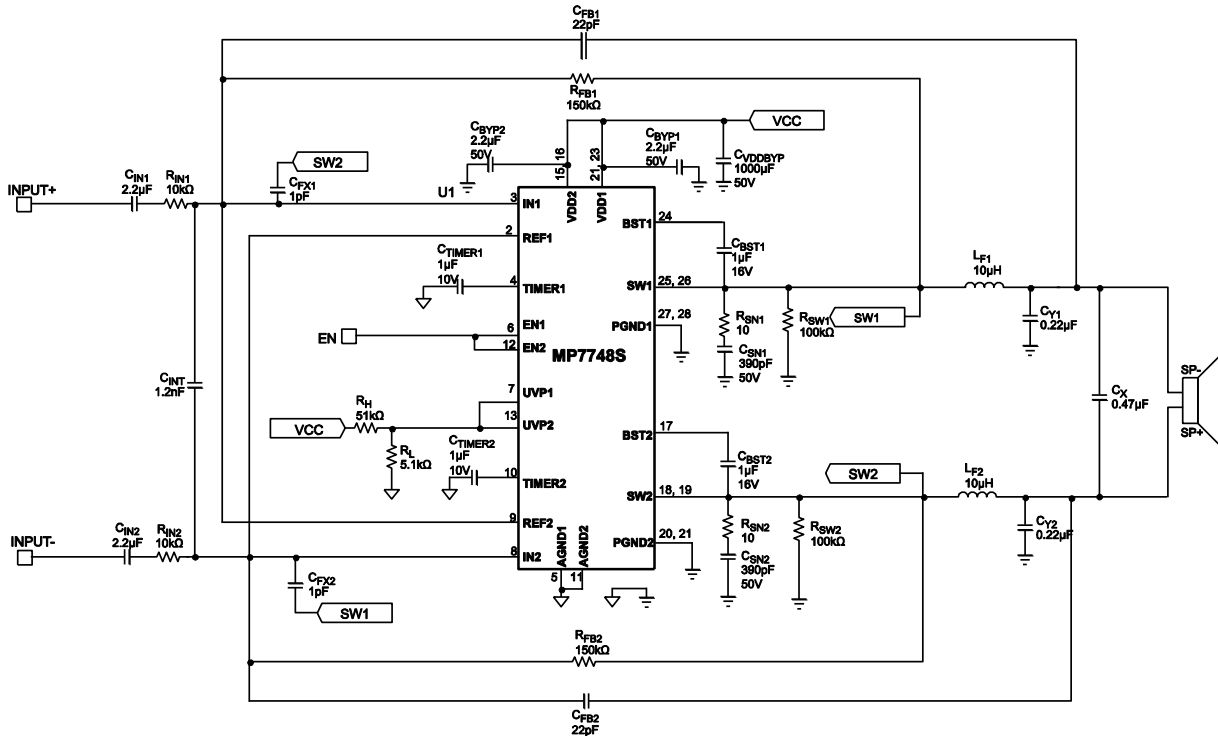 CFB1
22pF
RFB1
150kΩ
VCC
CBYP2
2.2µF
50V
15, 16
21, 23
CBYP1
2.2µF
50V
CVDDBYP
1000µF
50V
SW2
CFX1
1pF
U1
INPUT+
CIN1
2.2µF
RIN1
10kΩ
3
IN1
VDD2
VDD1
BST1
24
2
REF1
CBST1
1µF
16V
CTIMER1
1µF
10V
4
TIMER1
SW1
25, 26
LF1
10µH
EN
6
EN1
12
EN2
PGND1
27, 28
RSN1
10
CSN1
390pF
50V
RSW1
100kΩ
SW1
CY1
0.22µF
MP7748S
CINT
1.2nF
7
UVP1
13
UVP2
VCC
RH
51kΩ
RL
5.1kΩ
CX
0.47µF
SP-
SP+
BST2
17
CTIMER2
1µF
10V
10
TIMER2
CBST2
1µF
16V
SW2
LF2
10µH
SW2
18, 19
9
REF2
RSN2
10
CSN2
390pF
50V
RSW2
100kΩ
CY2
0.22µF
INPUT-
CIN2
2.2µF
RIN2
10kΩ
8
IN2
AGND1
AGND2
PGND2
20, 21
5
11
CFX2
1pF
SW1
RFB2
150kΩ
CFB2
22pF